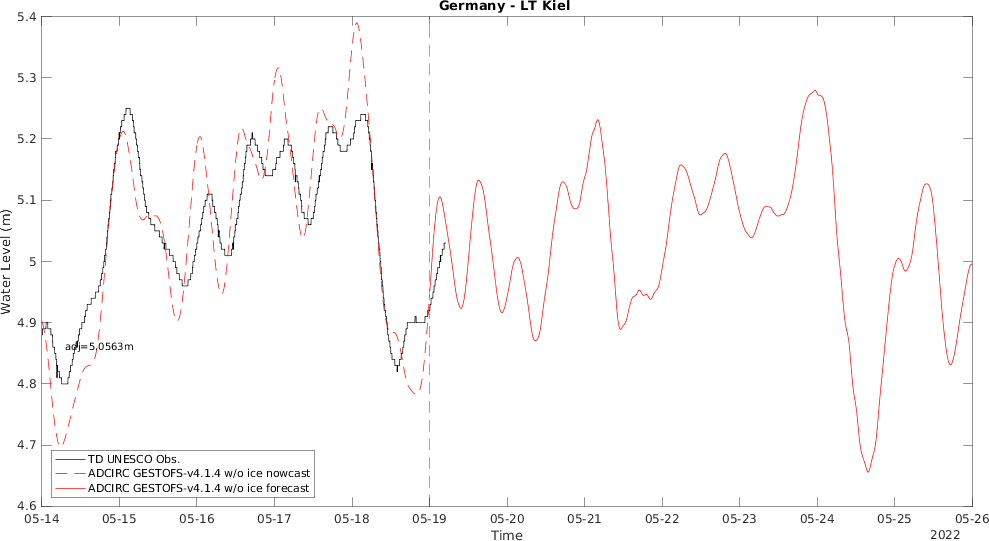 Germany - LT Kiel
5.4
5.3
5.2
5.1
5
4.9
4.8
4.7
4.6
Water Level (m)
adj=5.0563m
TD UNESCO Obs.
ADCIRC GESTOFS-v4.1.4 w/o ice nowcast
ADCIRC GESTOFS-v4.1.4 w/o ice forecast
05-14 05-15 05-16 05-17 05-18 05-19 05-20 05-21 05-22 05-23 05-24 05-25 05-26
Time
2022